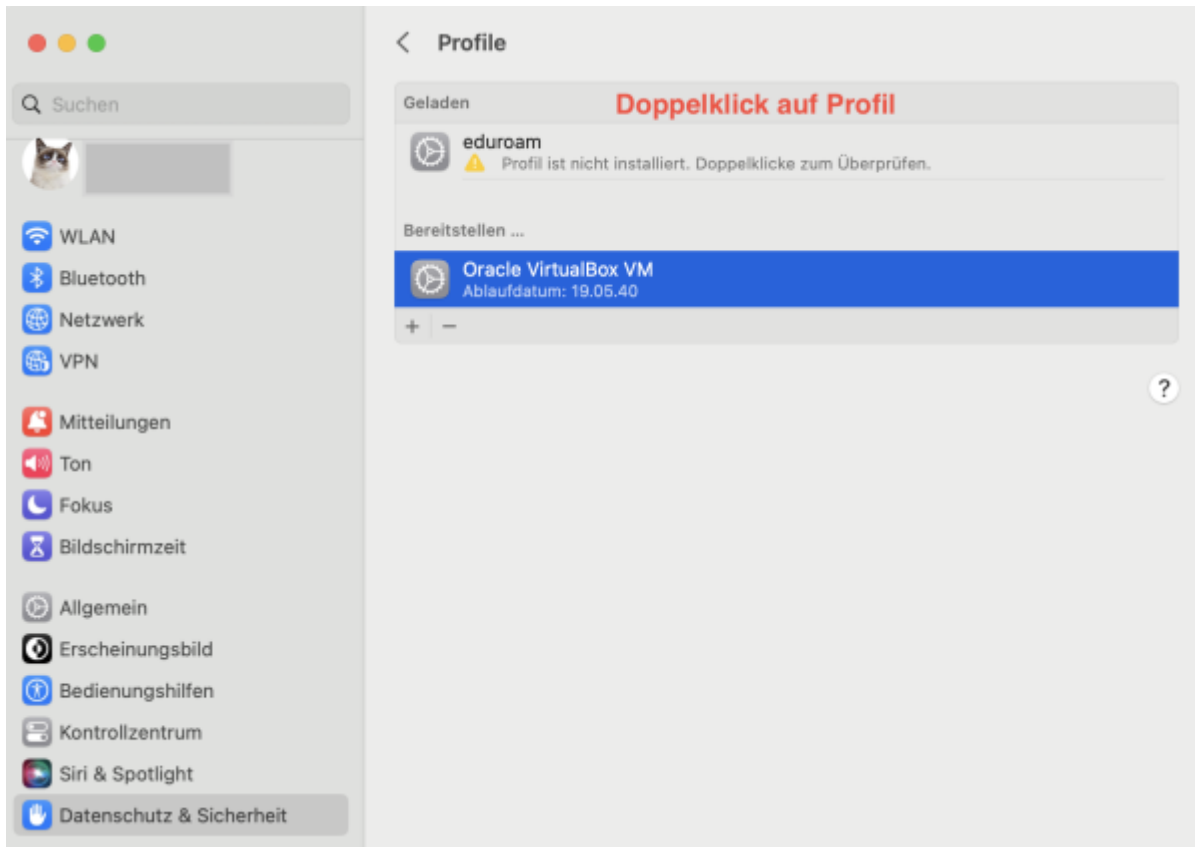 Suchen
WLAN
Bluetooth
Netzwerk
VPN
Mitteilungen
Ton
Fokus
Bildschirmzeit
Allgemein
Erscheinungsbild
Bedienungshilfen
Kontrollzentrum
Siri & Spotlight
Datenschutz & Sicherheit
Profile
Geladen
Doppelklick auf Profil
eduroam
Profil ist nicht installiert. Doppelklicke zum Überprüfen.
Bereitstellen ...
Oracle VirtualBox VM
Ablaufdatum: 19.05.40
+ −
?